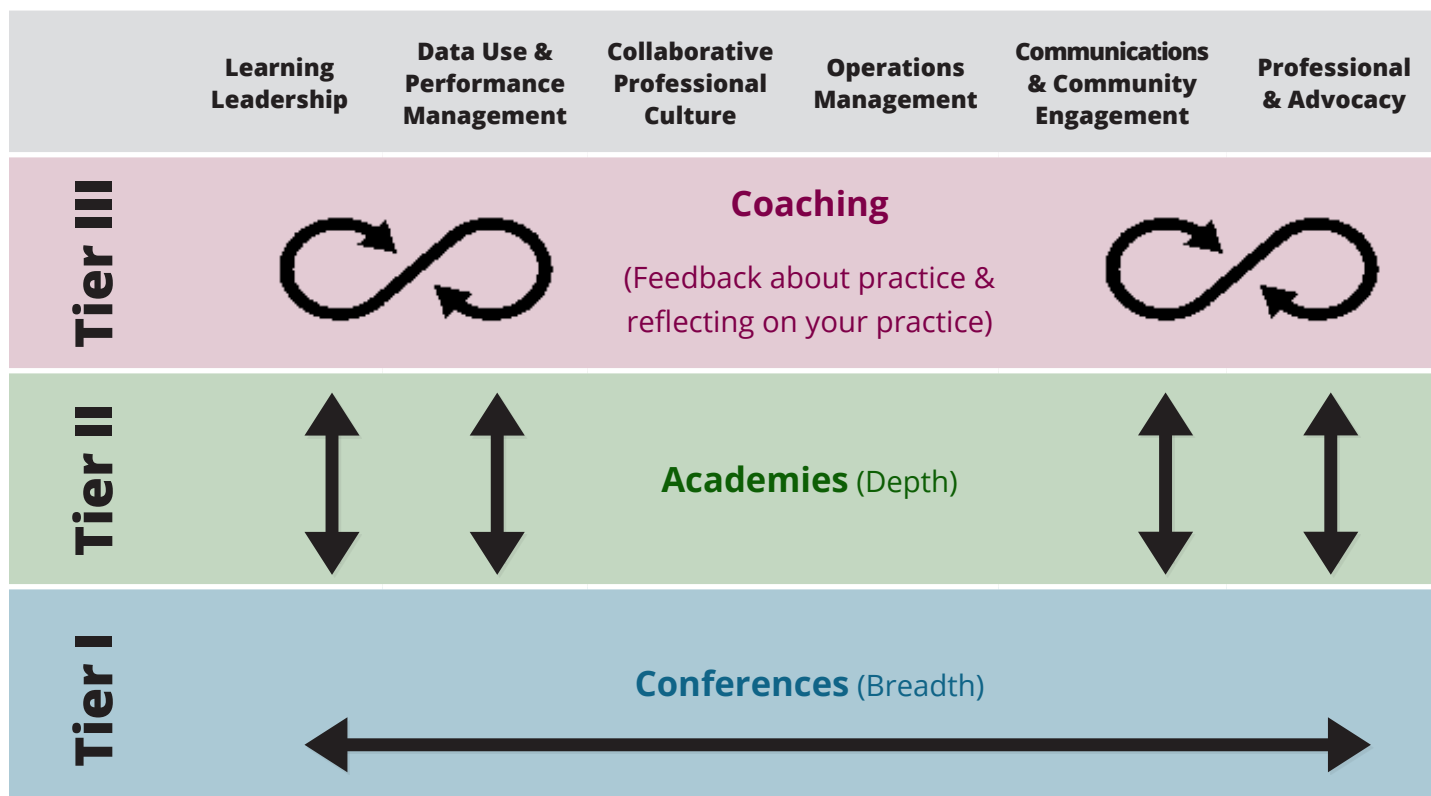 Learning
Leadership
Data Use &
Performance
Management
Collaborative
Professional
Culture
Operations
Management
Communications
& Community
Engagement
Professional
& Advocacy
Tier III
Coaching
(Feedback about practice &
reflecting on your practice)
Tier II
Academies (Depth)
Tier I
Conferences (Breadth)